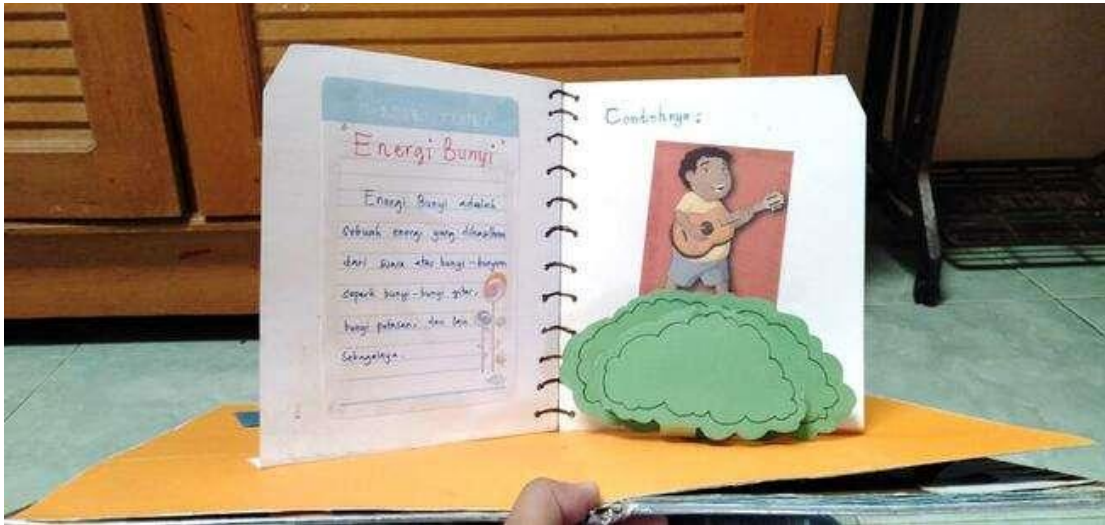 "Energi Bunyi"
Energi Bunyi adalah
sebuah energi yang dihasilkan
dari suara atau bunyi-bunyian
seperti bunyi-bunyi gitar,
bunyi petasan, dan lain
sebagainya.
Contohnya :